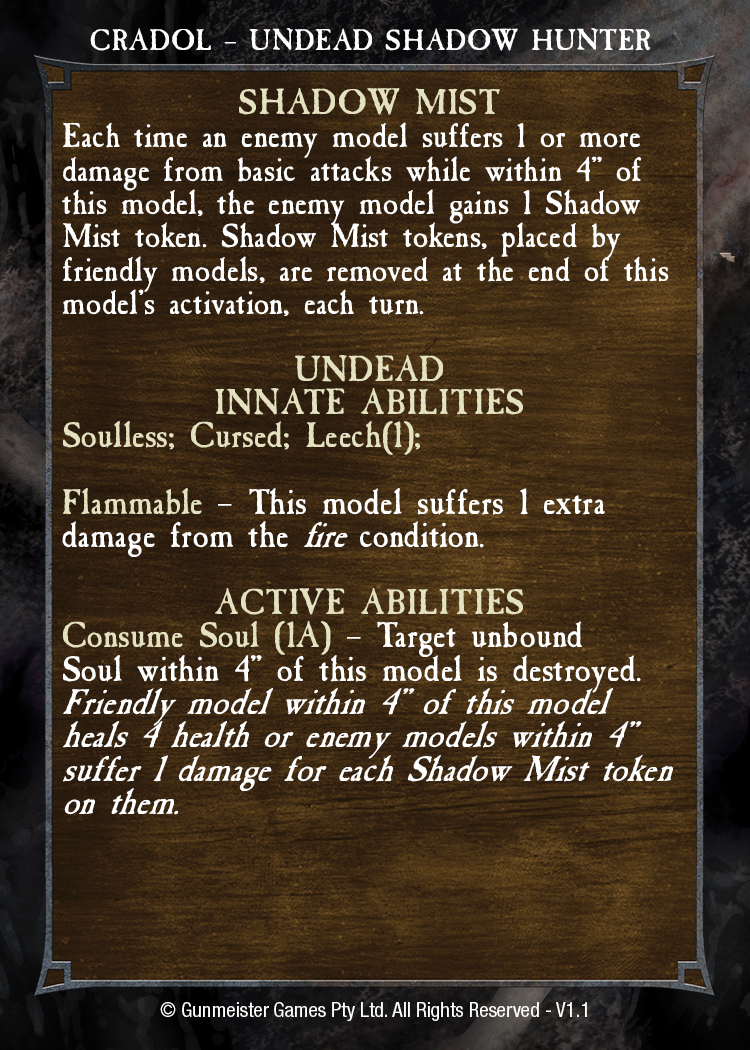 CRADOL – UNDEAD SHADOW HUNTER
SHADOW MIST
Each time an enemy model suffers 1 or more
damage from basic attacks while within 4" of
this model, the enemy model gains 1 Shadow
Mist token. Shadow Mist tokens, placed by
friendly models, are removed at the end of this
model's activation, each turn.
UNDEAD
INNATE ABILITIES
Soulless; Cursed; Leech(1);
Flammable – This model suffers 1 extra
damage from the fire condition.
ACTIVE ABILITIES
Consume Soul (1A) – Target unbound
Soul within 4" of this model is destroyed.
Friendly model within 4" of this model
heals 4 health or enemy models within 4"
suffer 1 damage for each Shadow Mist token
on them.
© Gunmeister Games Pty Ltd. All Rights Reserved - V1.1